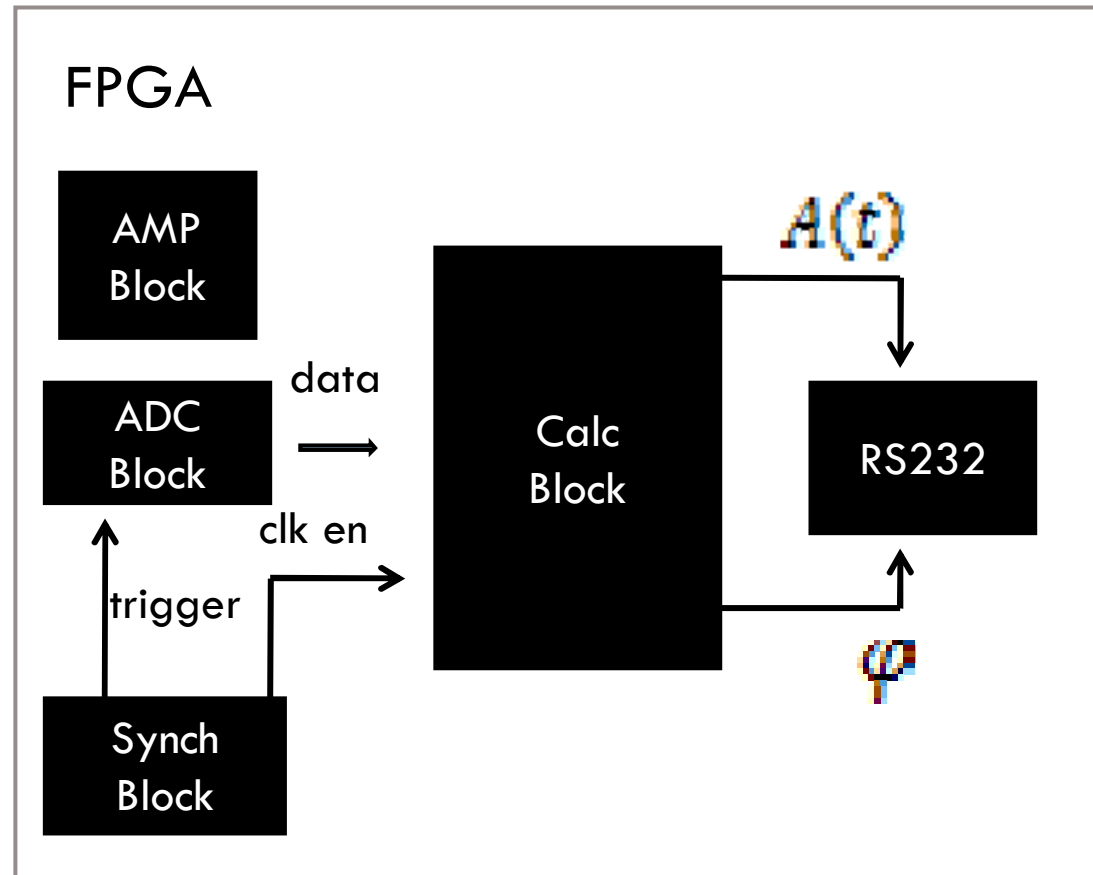 FPGA
AMP
Block
A(t)
data
ADC
Block
Calc
Block
RS232
clk en
trigger
φ
Synch
Block